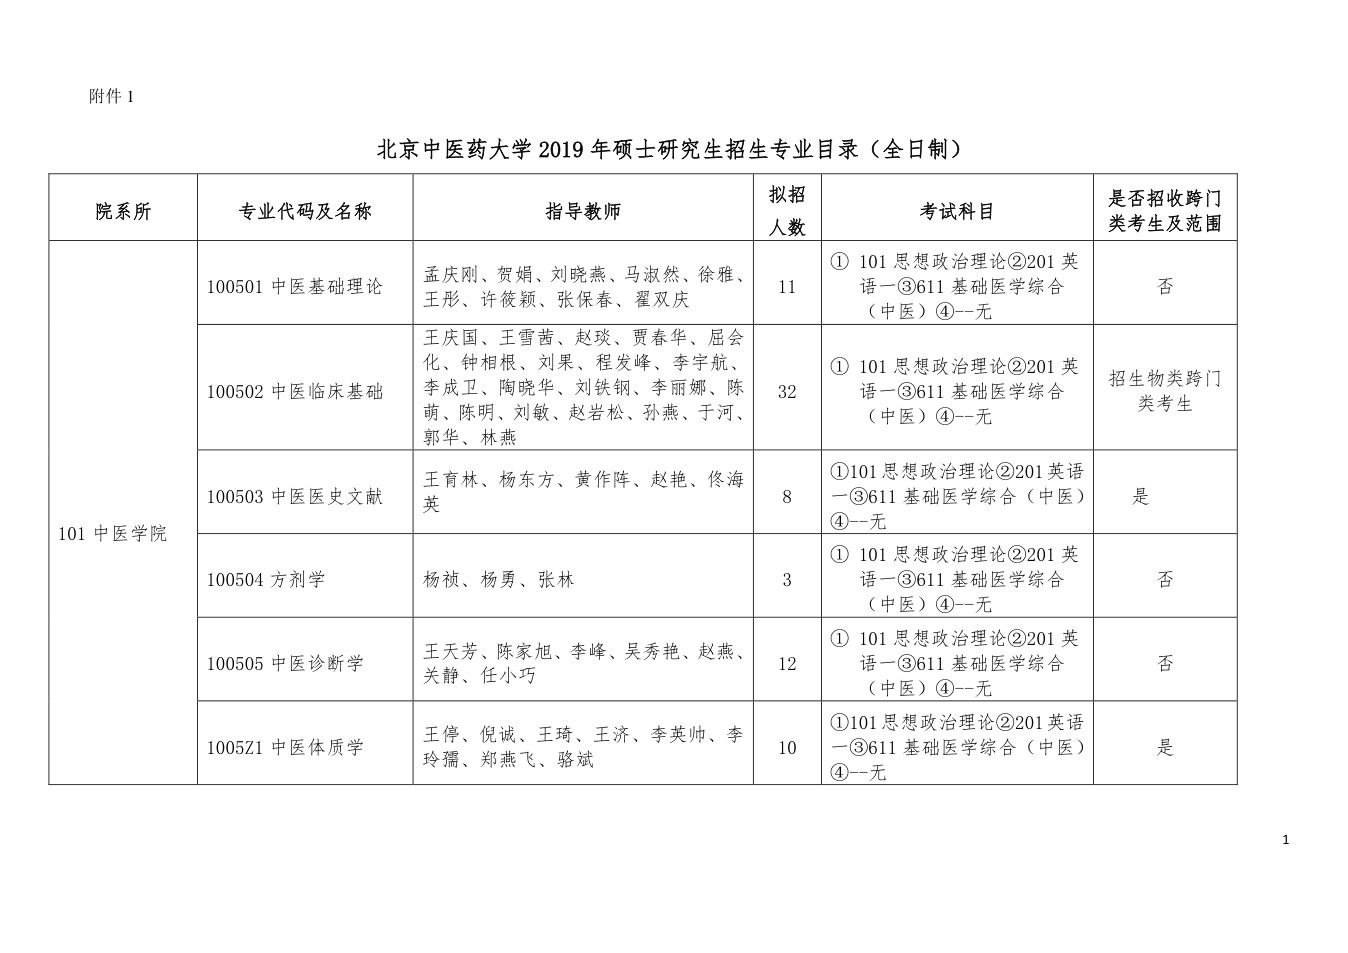 附件 1
北京中医药大学 2019 年硕士研究生招生专业目录（全日制）
院系所
专业代码及名称
指导教师
拟招
人数
考试科目
是否招收跨门
类考生及范围
101 中医学院
100501 中医基础理论
孟庆刚、贺娟、刘晓燕、马淑然、徐雅、
王彤、许筱颖、张保春、翟双庆
11
① 101 思想政治理论②201 英
语一③611 基础医学综合
（中医）④--无
否
100502 中医临床基础
王庆国、王雪茜、赵琰、贾春华、屈会
化、钟相根、刘果、程发峰、李宇航、
李成卫、陶晓华、刘铁钢、李丽娜、陈
萌、陈明、刘敏、赵岩松、孙燕、于河、
郭华、林燕
32
① 101 思想政治理论②201 英
语一③611 基础医学综合
（中医）④--无
招生物类跨门
类考生
100503 中医医史文献
王育林、杨东方、黄作阵、赵艳、佟海
英
8
①101 思想政治理论②201 英语
一③611 基础医学综合（中医）
④--无
是
100504 方剂学
杨祯、杨勇、张林
3
① 101 思想政治理论②201 英
语一③611 基础医学综合
（中医）④--无
否
100505 中医诊断学
王天芳、陈家旭、李峰、吴秀艳、赵燕、
关静、任小巧
12
① 101 思想政治理论②201 英
语一③611 基础医学综合
（中医）④--无
否
1005Z1 中医体质学
王停、倪诚、王琦、王济、李英帅、李
玲孺、郑燕飞、骆斌
10
①101 思想政治理论②201 英语
一③611 基础医学综合（中医）
④--无
是
1